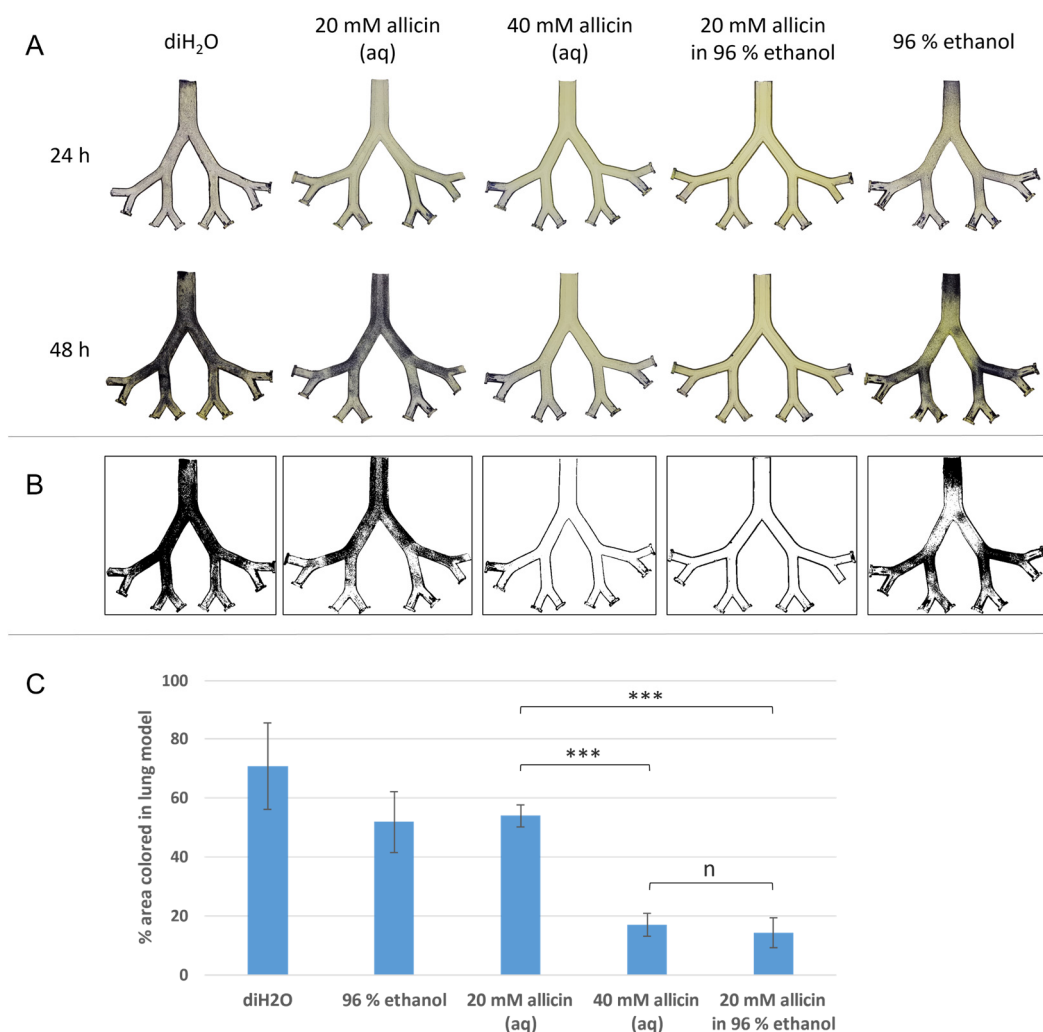 A
diH₂O
20 mM allicin
(aq)
40 mM allicin
(aq)
20 mM allicin
in 96 % ethanol
96 % ethanol
24 h
48 h
B
C
% area colored in lung model
100
80
60
40
20
0
***
***
n
diH2O
96 % ethanol
20 mM allicin
(aq)
40 mM allicin
(aq)
20 mM allicin
in 96 % ethanol